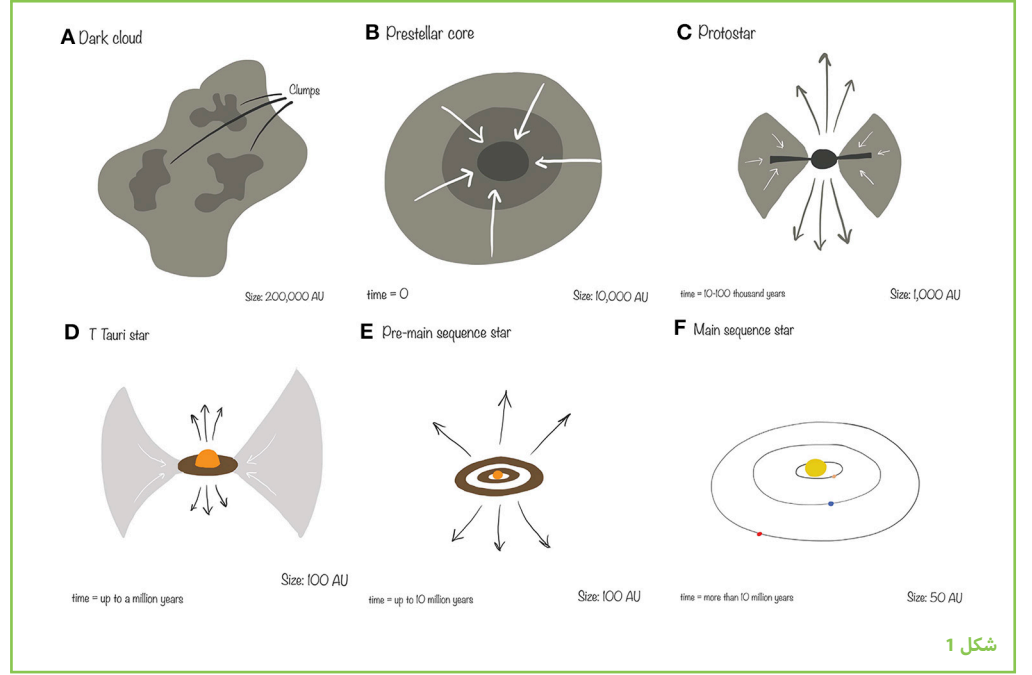 A Dark cloud
Clumps
Size: 200,000 AU
B Prestellar core
time = 0
Size: 10,000 AU
C Protostar
time = 10-100 thousand years
Size: 1,000 AU
D T Tauri star
time = up to a million years
Size: 100 AU
E Pre-main sequence star
time = up to 10 million years
Size: 100 AU
F Main sequence star
time = more than 10 million years
Size: 50 AU
شكل 1